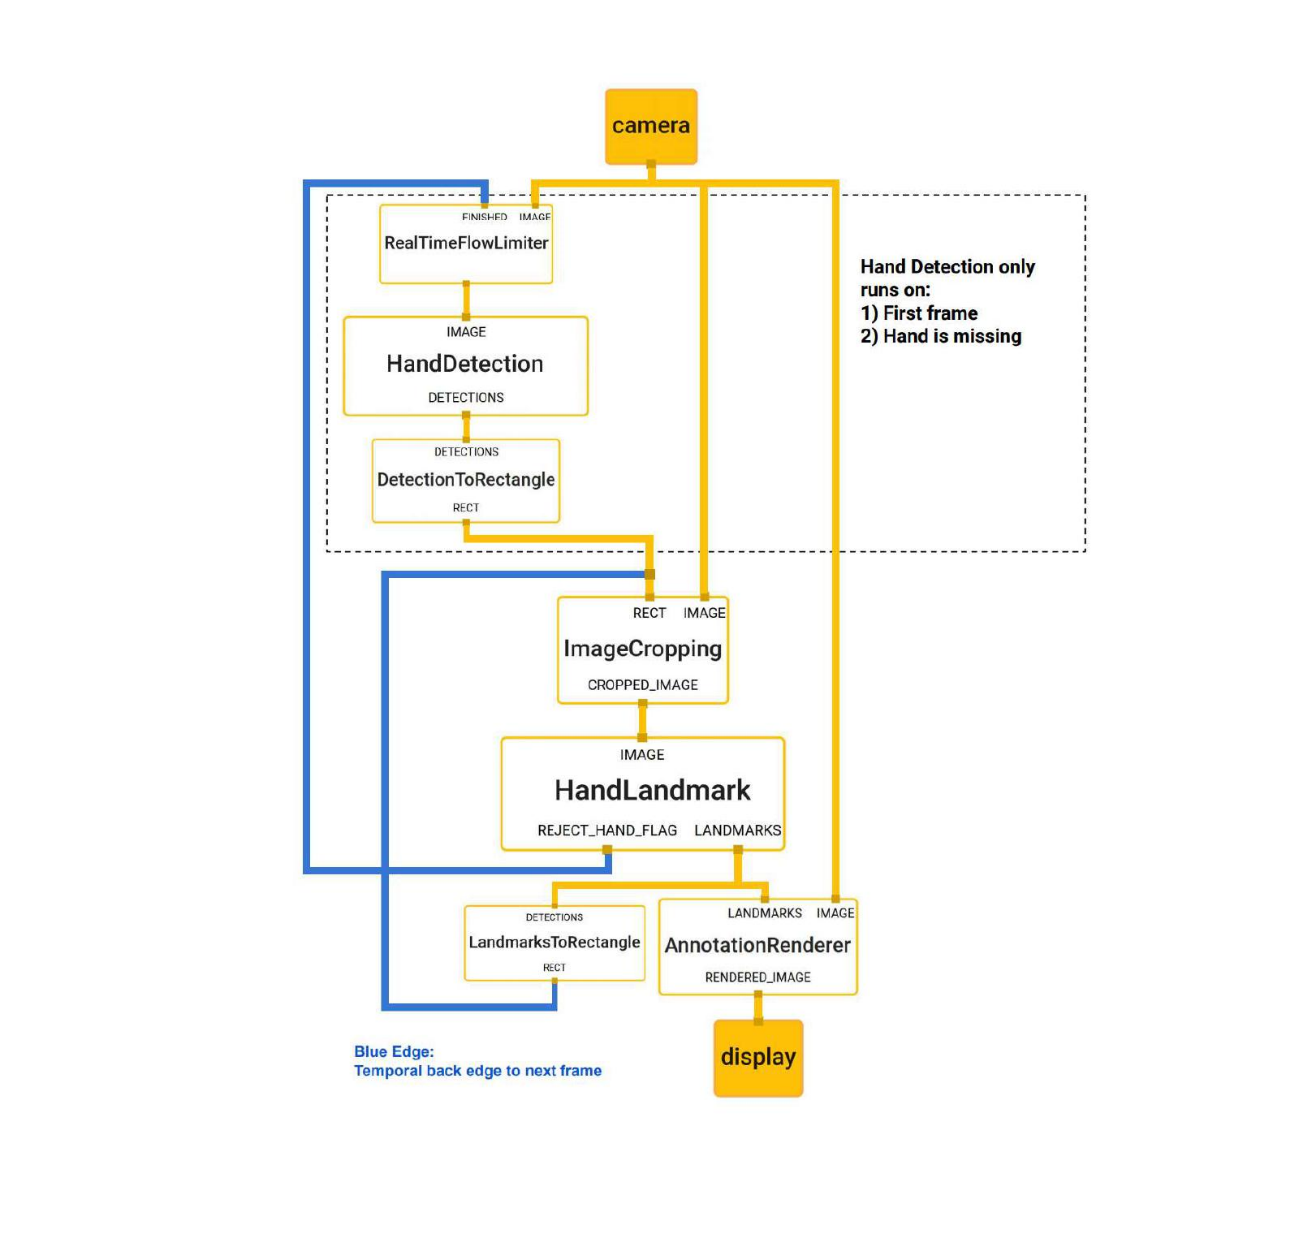 camera
FINISHED IMAGE
RealTimeFlowLimiter
Hand Detection only
runs on:
1) First frame
2) Hand is missing
IMAGE
HandDetection
DETECTIONS
DETECTIONS
DetectionToRectangle
RECT
RECT IMAGE
ImageCropping
CROPPED_IMAGE
IMAGE
HandLandmark
REJECT_HAND_FLAG LANDMARKS
DETECTIONS
LandmarksToRectangle
RECT
LANDMARKS IMAGE
AnnotationRenderer
RENDERED_IMAGE
Blue Edge:
Temporal back edge to next frame
display